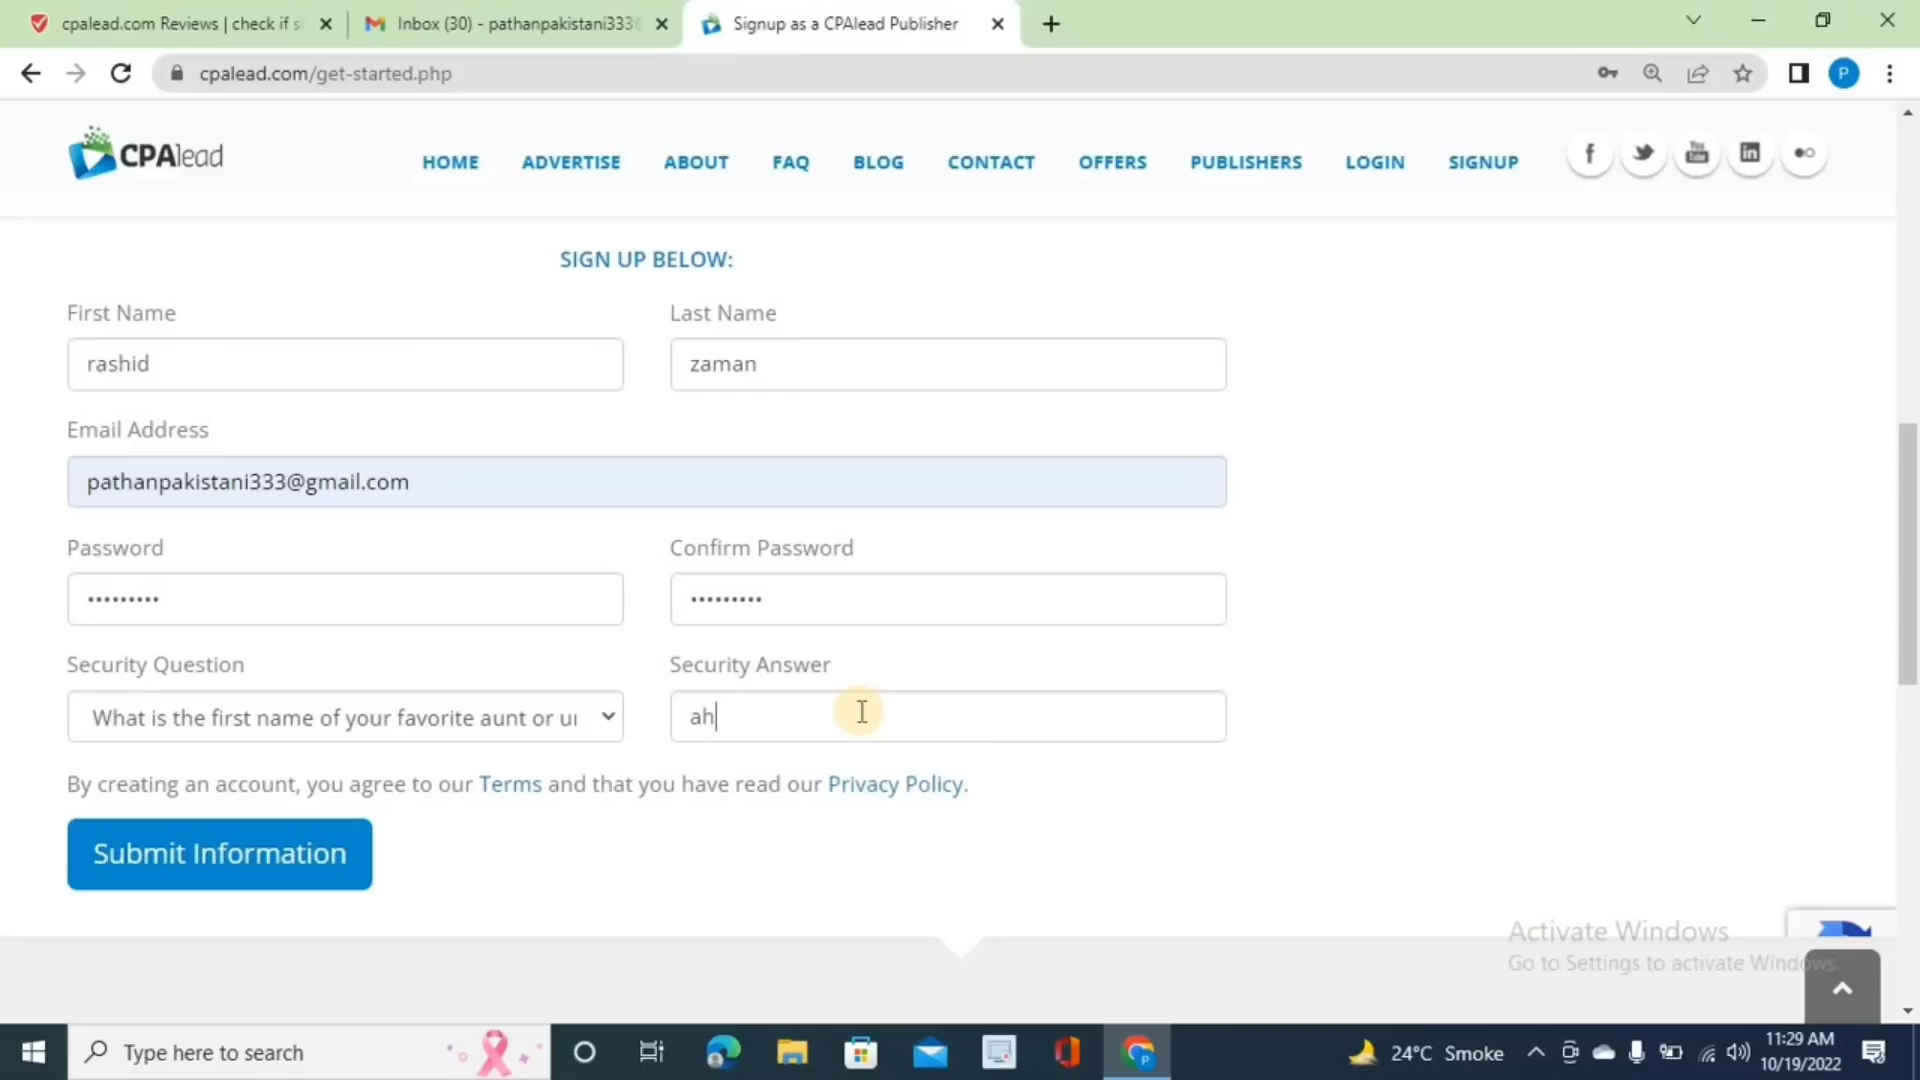 cpalead.com Reviews | check if si
Inbox (30) - pathanpakistani333@
Signup as a CPAlead Publisher
cpalead.com/get-started.php
P
CPAlead
HOME ADVERTISE ABOUT FAQ BLOG CONTACT OFFERS PUBLISHERS LOGIN SIGNUP
SIGN UP BELOW:
First Name Last Name
rashid zaman
Email Address
pathanpakistani333@gmail.com
Password Confirm Password
••••••••• •••••••••
Security Question Security Answer
What is the first name of your favorite aunt or ah
By creating an account, you agree to our Terms and that you have read our Privacy Policy.
Submit Information
Activate Windows
Go to Settings to activate Windows.
Type here to search
24°C Smoke
11:29 AM
10/19/2022